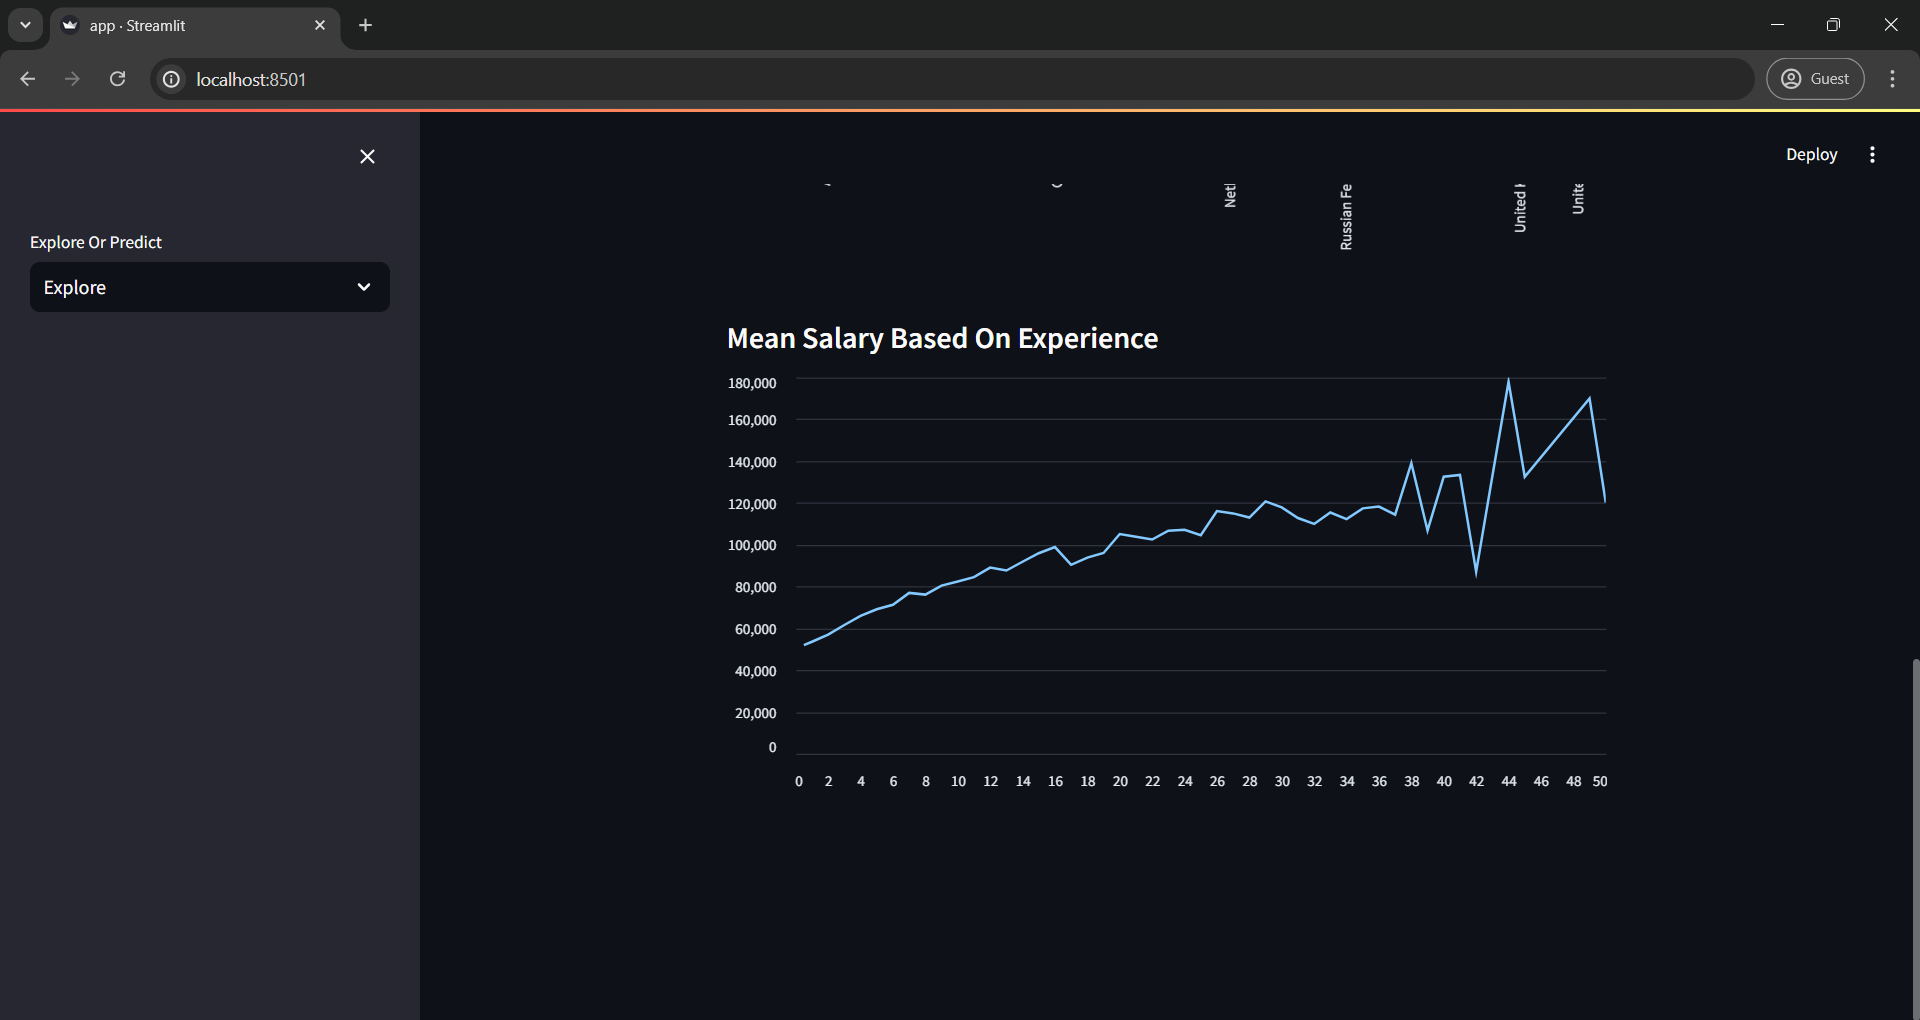 app · Streamlit
localhost:8501
Guest
Deploy
Explore Or Predict
Explore
Russian Fe
United
Unite
Mean Salary Based On Experience
180,000
160,000
140,000
120,000
100,000
80,000
60,000
40,000
20,000
0
0 2 4 6 8 10 12 14 16 18 20 22 24 26 28 30 32 34 36 38 40 42 44 46 48 50